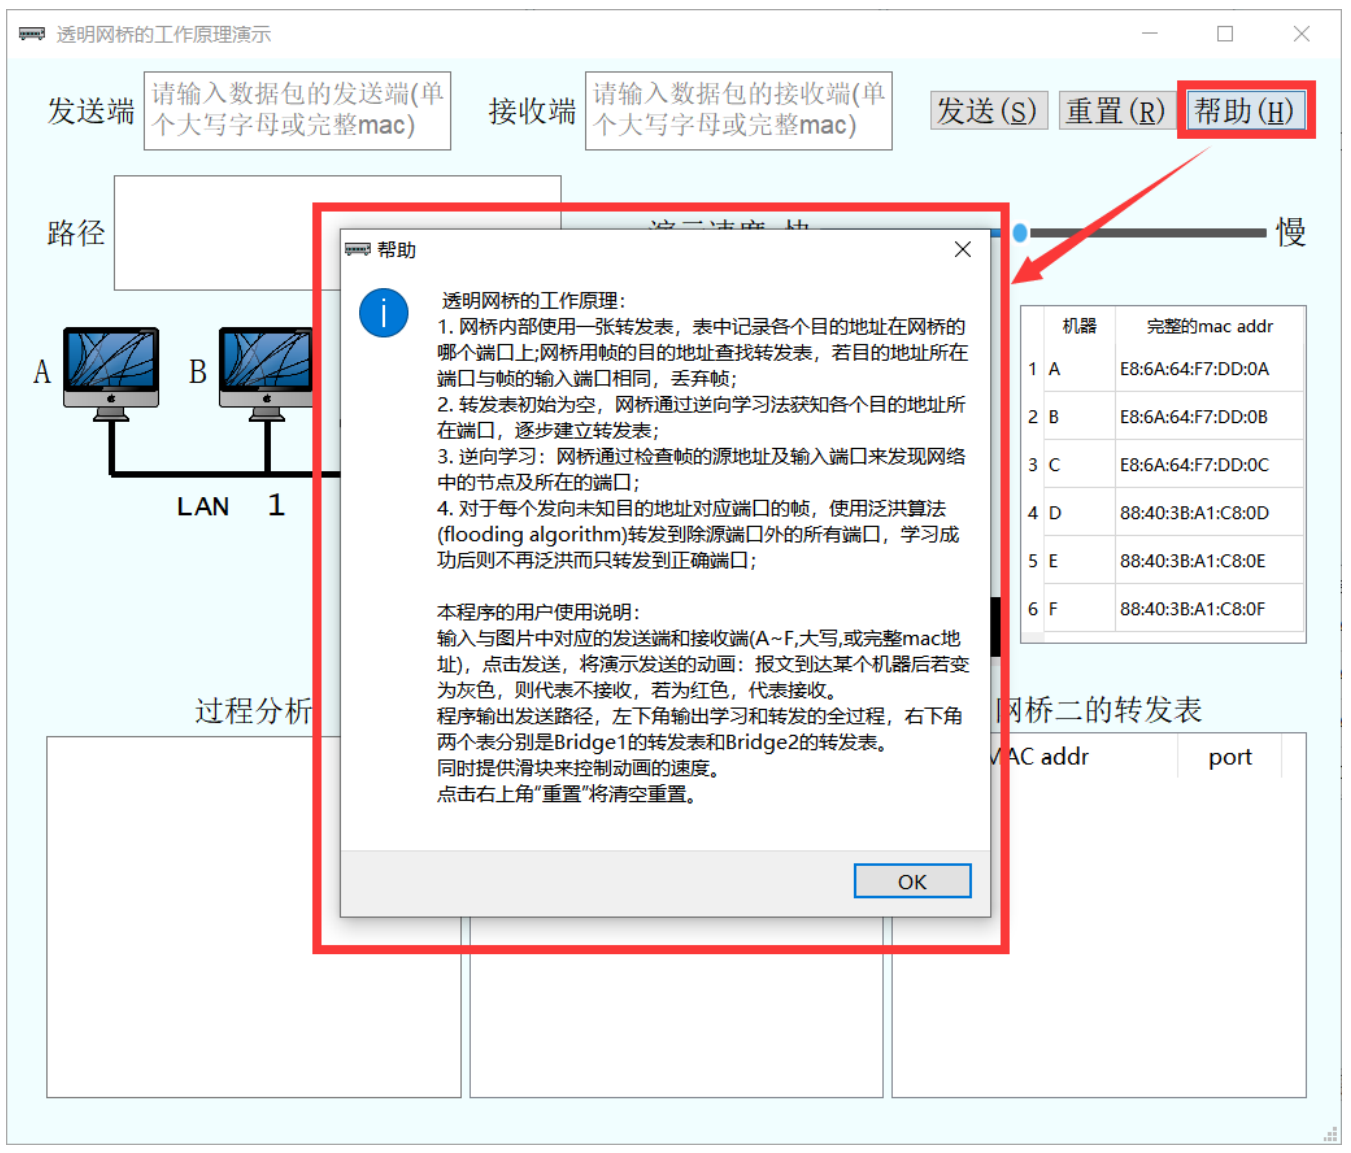 透明网桥的工作原理演示
发送端
请输入数据包的发送端(单
个大写字母或完整mac)
接收端
请输入数据包的接收端(单
个大写字母或完整mac)
发送(S)
重置(R)
帮助(H)
路径
演示速度 快
慢
帮助
透明网桥的工作原理：
1. 网桥内部使用一张转发表，表中记录各个目的地址在网桥的
哪个端口上;网桥用帧的目的地址查找转发表，若目的地址所在
端口与帧的输入端口相同，丢弃帧；
2. 转发表初始为空，网桥通过逆向学习法获知各个目的地址所
在端口，逐步建立转发表；
3. 逆向学习：网桥通过检查帧的源地址及输入端口来发现网络
中的节点及所在的端口；
4. 对于每个发向未知目的地址对应端口的帧，使用泛洪算法
(flooding algorithm)转发到除源端口外的所有端口，学习成
功后则不再泛洪而只转发到正确端口；
本程序的用户使用说明：
输入与图片中对应的发送端和接收端(A~F,大写,或完整mac地
址)，点击发送，将演示发送的动画：报文到达某个机器后若变
为灰色，则代表不接收，若为红色，代表接收。
程序输出发送路径，左下角输出学习和转发的全过程，右下角
两个表分别是Bridge1的转发表和Bridge2的转发表。
同时提供滑块来控制动画的速度。
点击右上角“重置”将清空重置。
OK
A
B
LAN 1
机器 完整的mac addr
1 A E8:6A:64:F7:DD:0A
2 B E8:6A:64:F7:DD:0B
3 C E8:6A:64:F7:DD:0C
4 D 88:40:3B:A1:C8:0D
5 E 88:40:3B:A1:C8:0E
6 F 88:40:3B:A1:C8:0F
过程分析
网桥二的转发表
MAC addr port